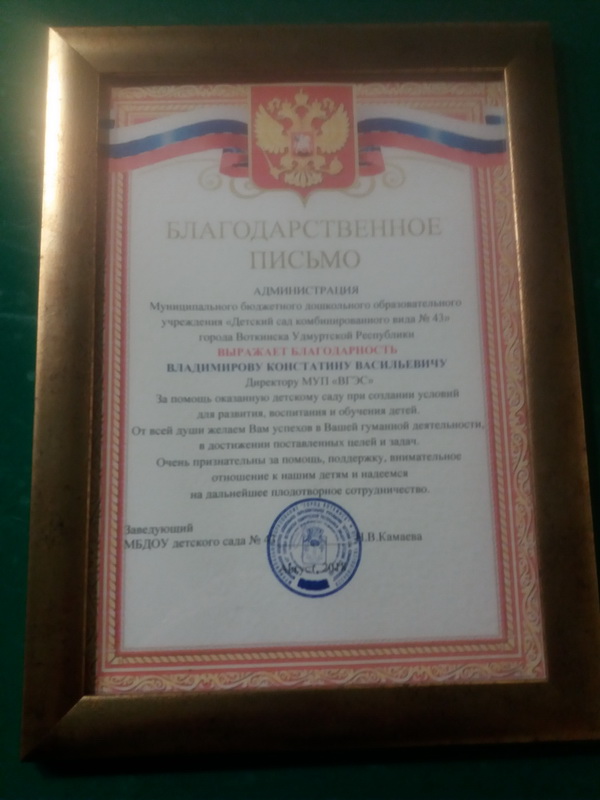 БЛАГОДАРСТВЕННОЕ
ПИСЬМО
АДМИНИСТРАЦИЯ
Муниципального бюджетного дошкольного образовательного
учреждения «Детский сад комбинированного вида № 43»
города Воткинска Удмуртской Республики
ВЫРАЖАЕТ БЛАГОДАРНОСТЬ
ВЛАДИМИРОВУ КОНСТАТИНУ ВАСИЛЬЕВИЧУ
Директору МУП «ВГЭС»
За помощь оказанную детскому саду при создании условий
для развития, воспитания и обучения детей.
От всей души желаем Вам успехов в Вашей гуманной деятельности,
в достижении поставленных целей и задач.
Очень признательны за помощь, поддержку, внимательное
отношение к нашим детям и надеемся
на дальнейшее плодотворное сотрудничество.
Заведующий
МБДОУ детского сада № В.Камаева
Август,